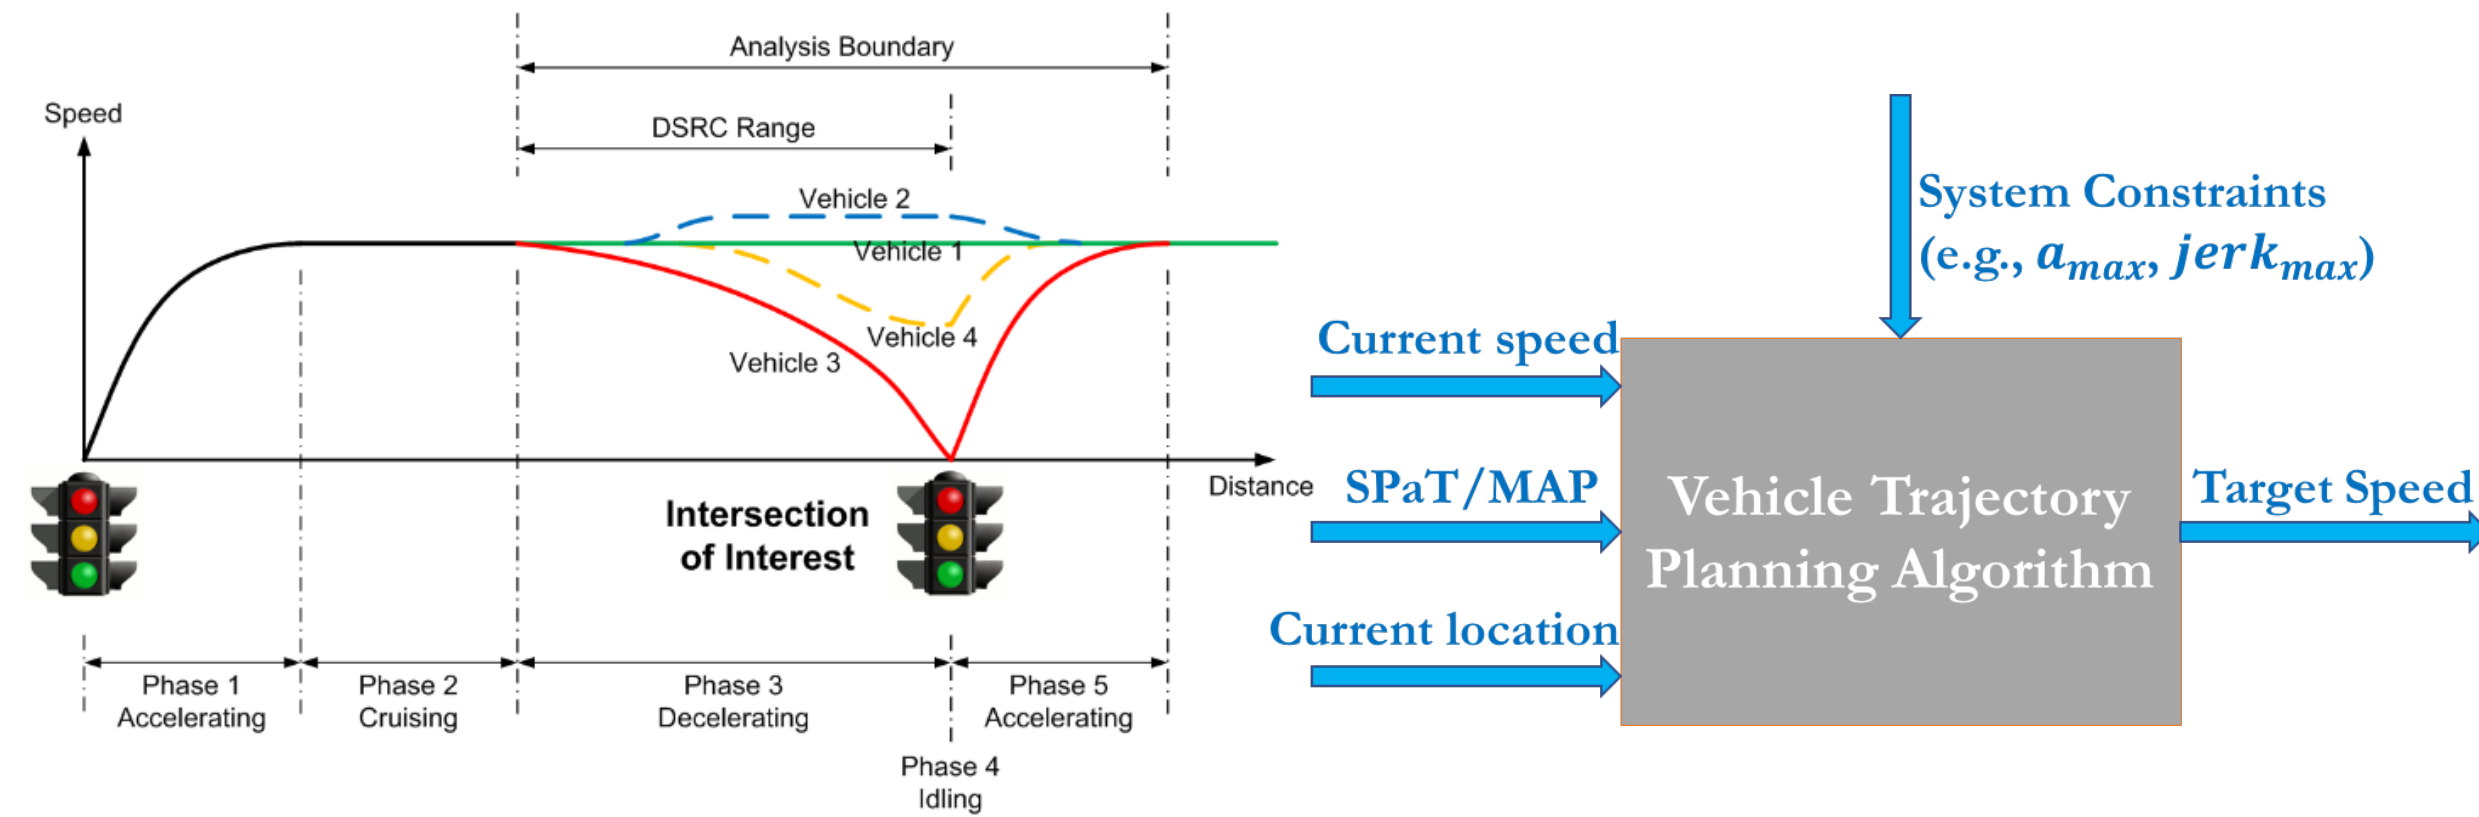 Analysis Boundary
Speed
DSRC Range
Vehicle 2
Vehicle 1
Vehicle 4
Vehicle 3
Distance
Intersection
of Interest
Phase 1
Accelerating
Phase 2
Cruising
Phase 3
Decelerating
Phase 5
Accelerating
Phase 4
Idling
System Constraints
(e.g., a_max, jerk_max)
Current speed
SPaT/MAP
Current location
Vehicle Trajectory
Planning Algorithm
Target Speed